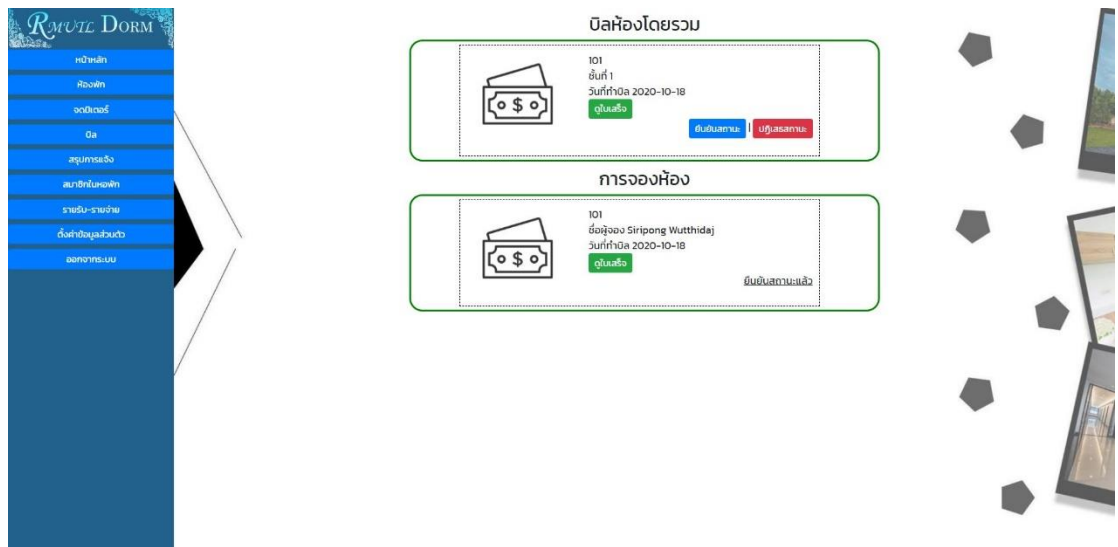 RMUTL DORM
หน้าหลัก
ห้องพัก
จดมิเตอร์
บิล
สรุปการแจ้ง
สมาชิกในหอพัก
รายรับ-รายจ่าย
ตั้งค่าข้อมูลส่วนตัว
ออกจากระบบ
บิลห้องโดยรวม
101
ชั้นที่ 1
วันที่ทำบิล 2020-10-18
ดูใบเสร็จ
ยืนยันสถานะ | ปฏิเสธสถานะ
การจองห้อง
101
ชื่อผู้จอง Siripong Wutthidaj
วันที่ทำบิล 2020-10-18
ดูใบเสร็จ
ยืนยันสถานะแล้ว